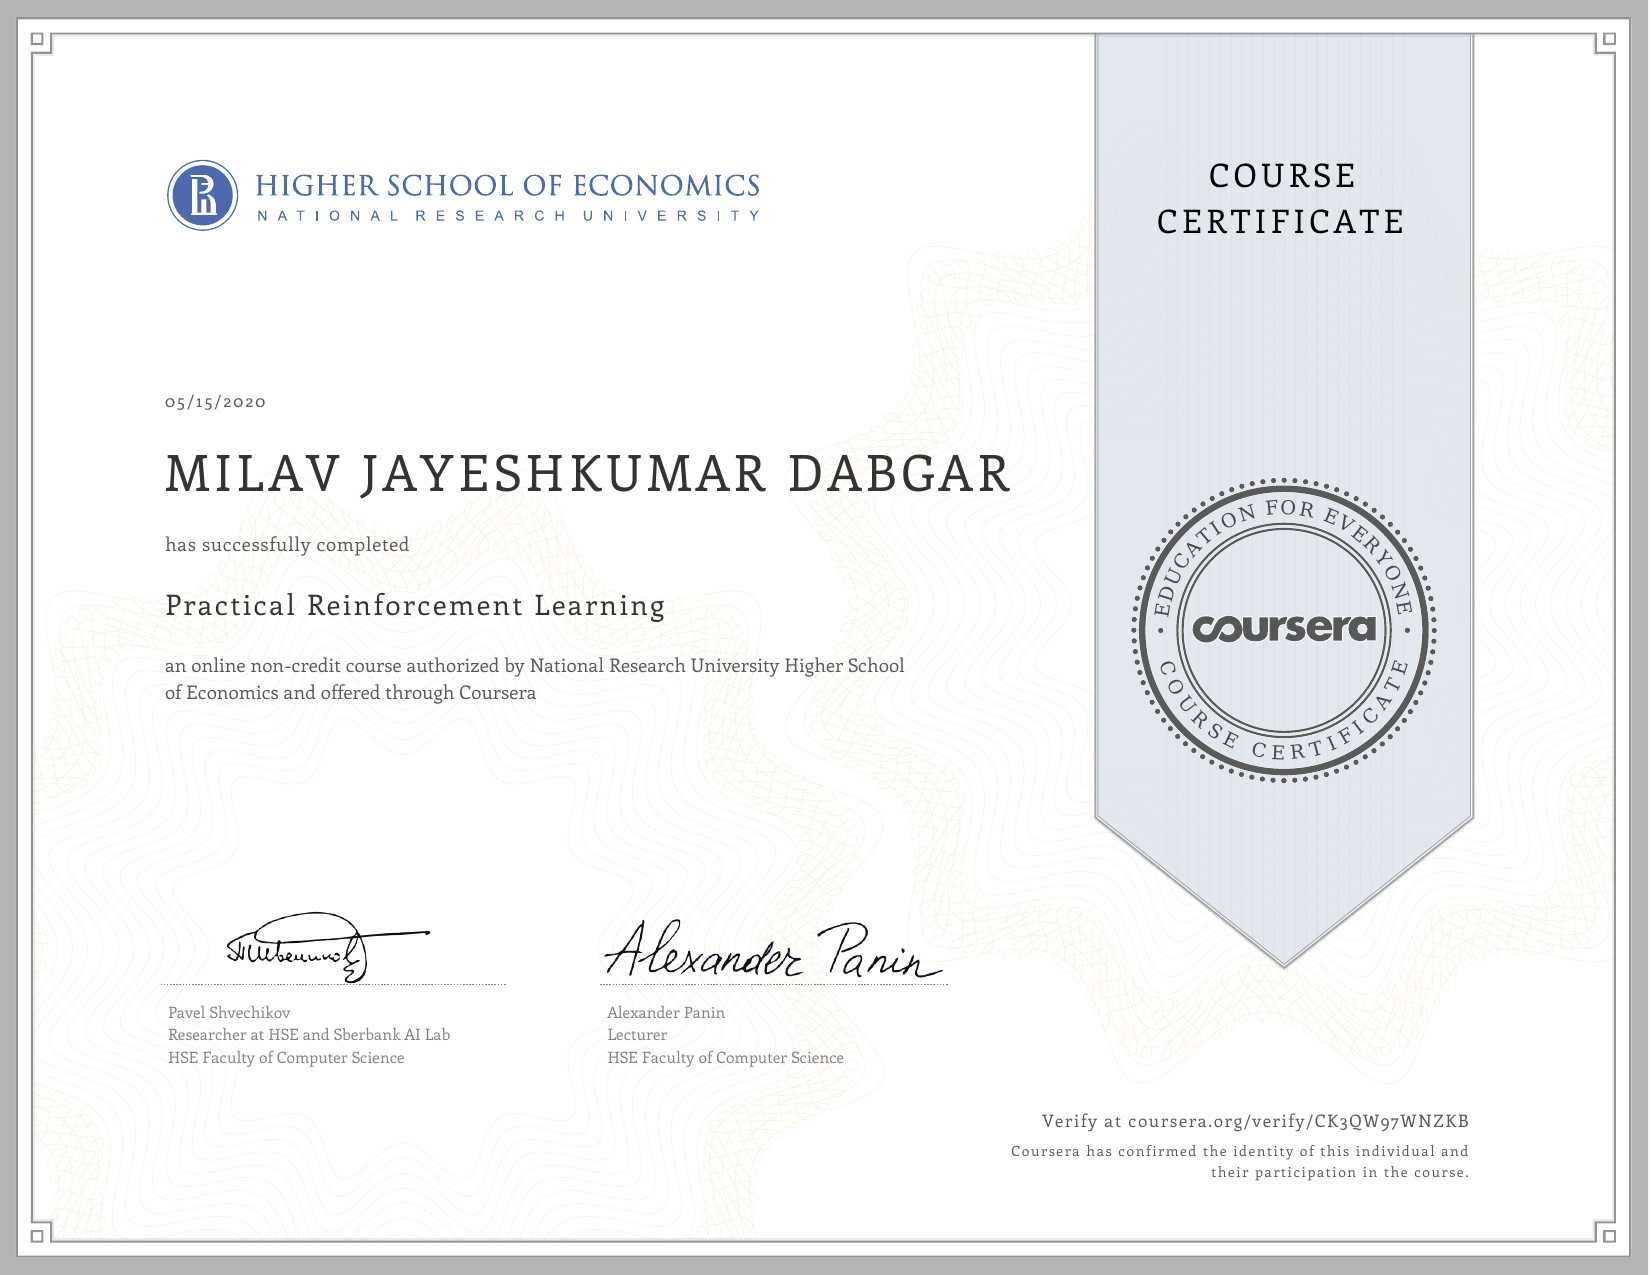 HIGHER SCHOOL OF ECONOMICS
NATIONAL RESEARCH UNIVERSITY
COURSE
CERTIFICATE
05/15/2020
MILAV JAYESHKUMAR DABGAR
has successfully completed
Practical Reinforcement Learning
an online non-credit course authorized by National Research University Higher School
of Economics and offered through Coursera
EDUCATION FOR EVERYONE
coursera
COURSE CERTIFICATE
Alexander Panin
Pavel Shvechikov
Researcher at HSE and Sberbank AI Lab
HSE Faculty of Computer Science
Alexander Panin
Lecturer
HSE Faculty of Computer Science
Verify at coursera.org/verify/CK3QW97WNZKB
Coursera has confirmed the identity of this individual and
their participation in the course.